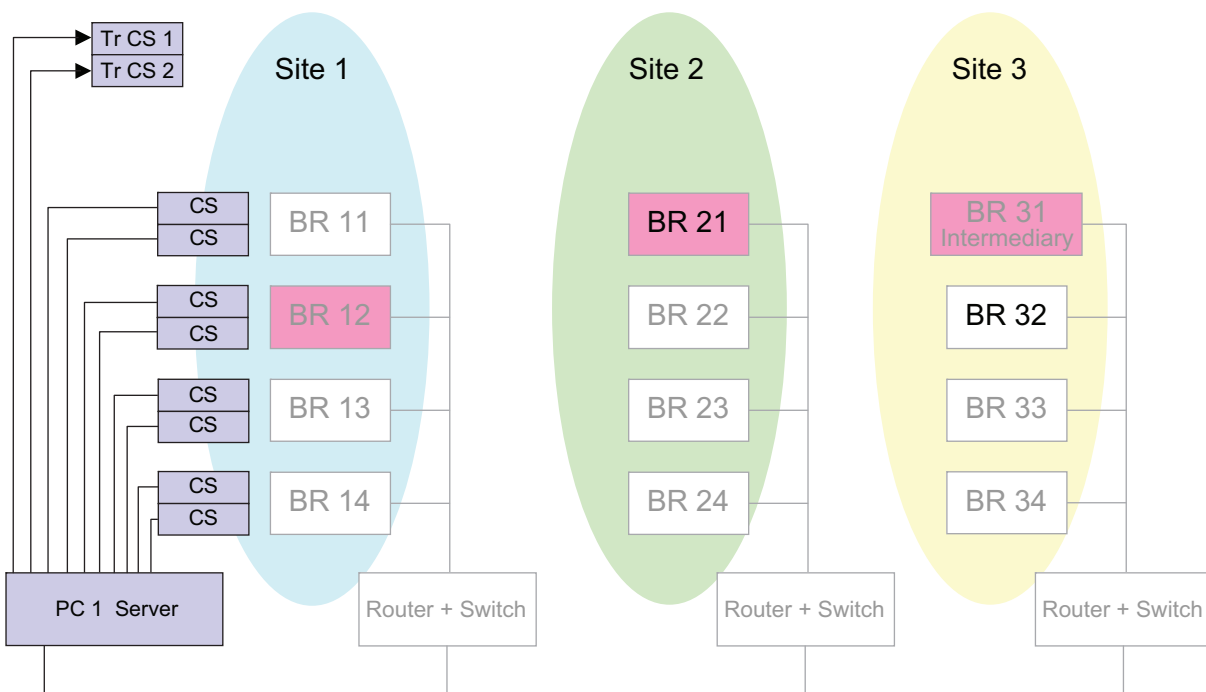 Tr CS 1
Tr CS 2
Site 1
Site 2
Site 3
CS
CS
BR 11
BR 21
BR 31
Intermediary
CS
CS
BR 12
BR 22
BR 32
CS
CS
BR 13
BR 23
BR 33
CS
CS
BR 14
BR 24
BR 34
PC 1 Server
Router + Switch
Router + Switch
Router + Switch